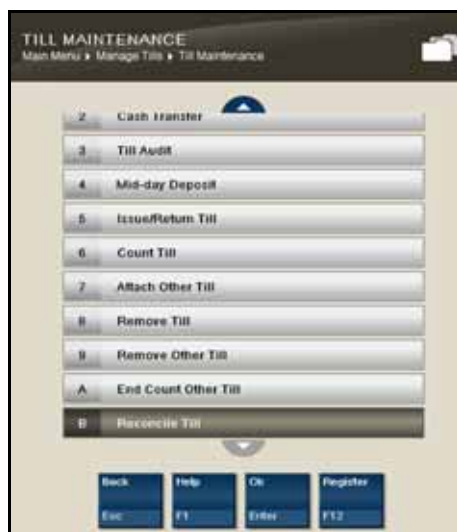 TILL MAINTENANCE
Main Menu ▸ Manage Tills ▸ Till Maintenance
2 Cash Transfer
3 Till Audit
4 Mid-day Deposit
5 Issue/Return Till
6 Count Till
7 Attach Other Till
8 Remove Till
9 Remove Other Till
A End Count Other Till
B Reconcile Till
Back Help Ok Register
Esc F1 Enter F12